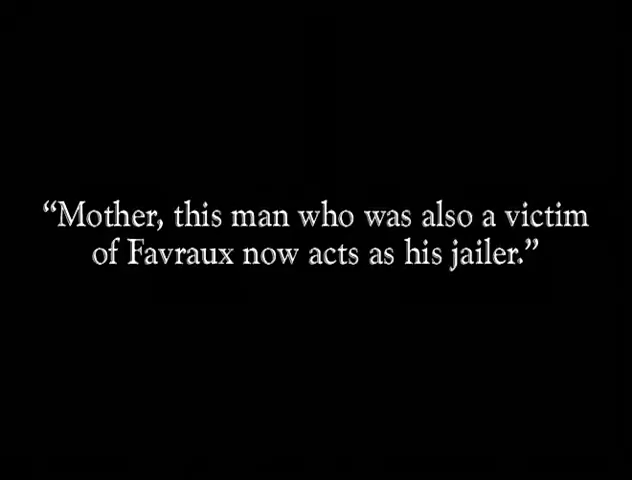 “Mother, this man who was also a victim
of Favraux now acts as his jailer.”